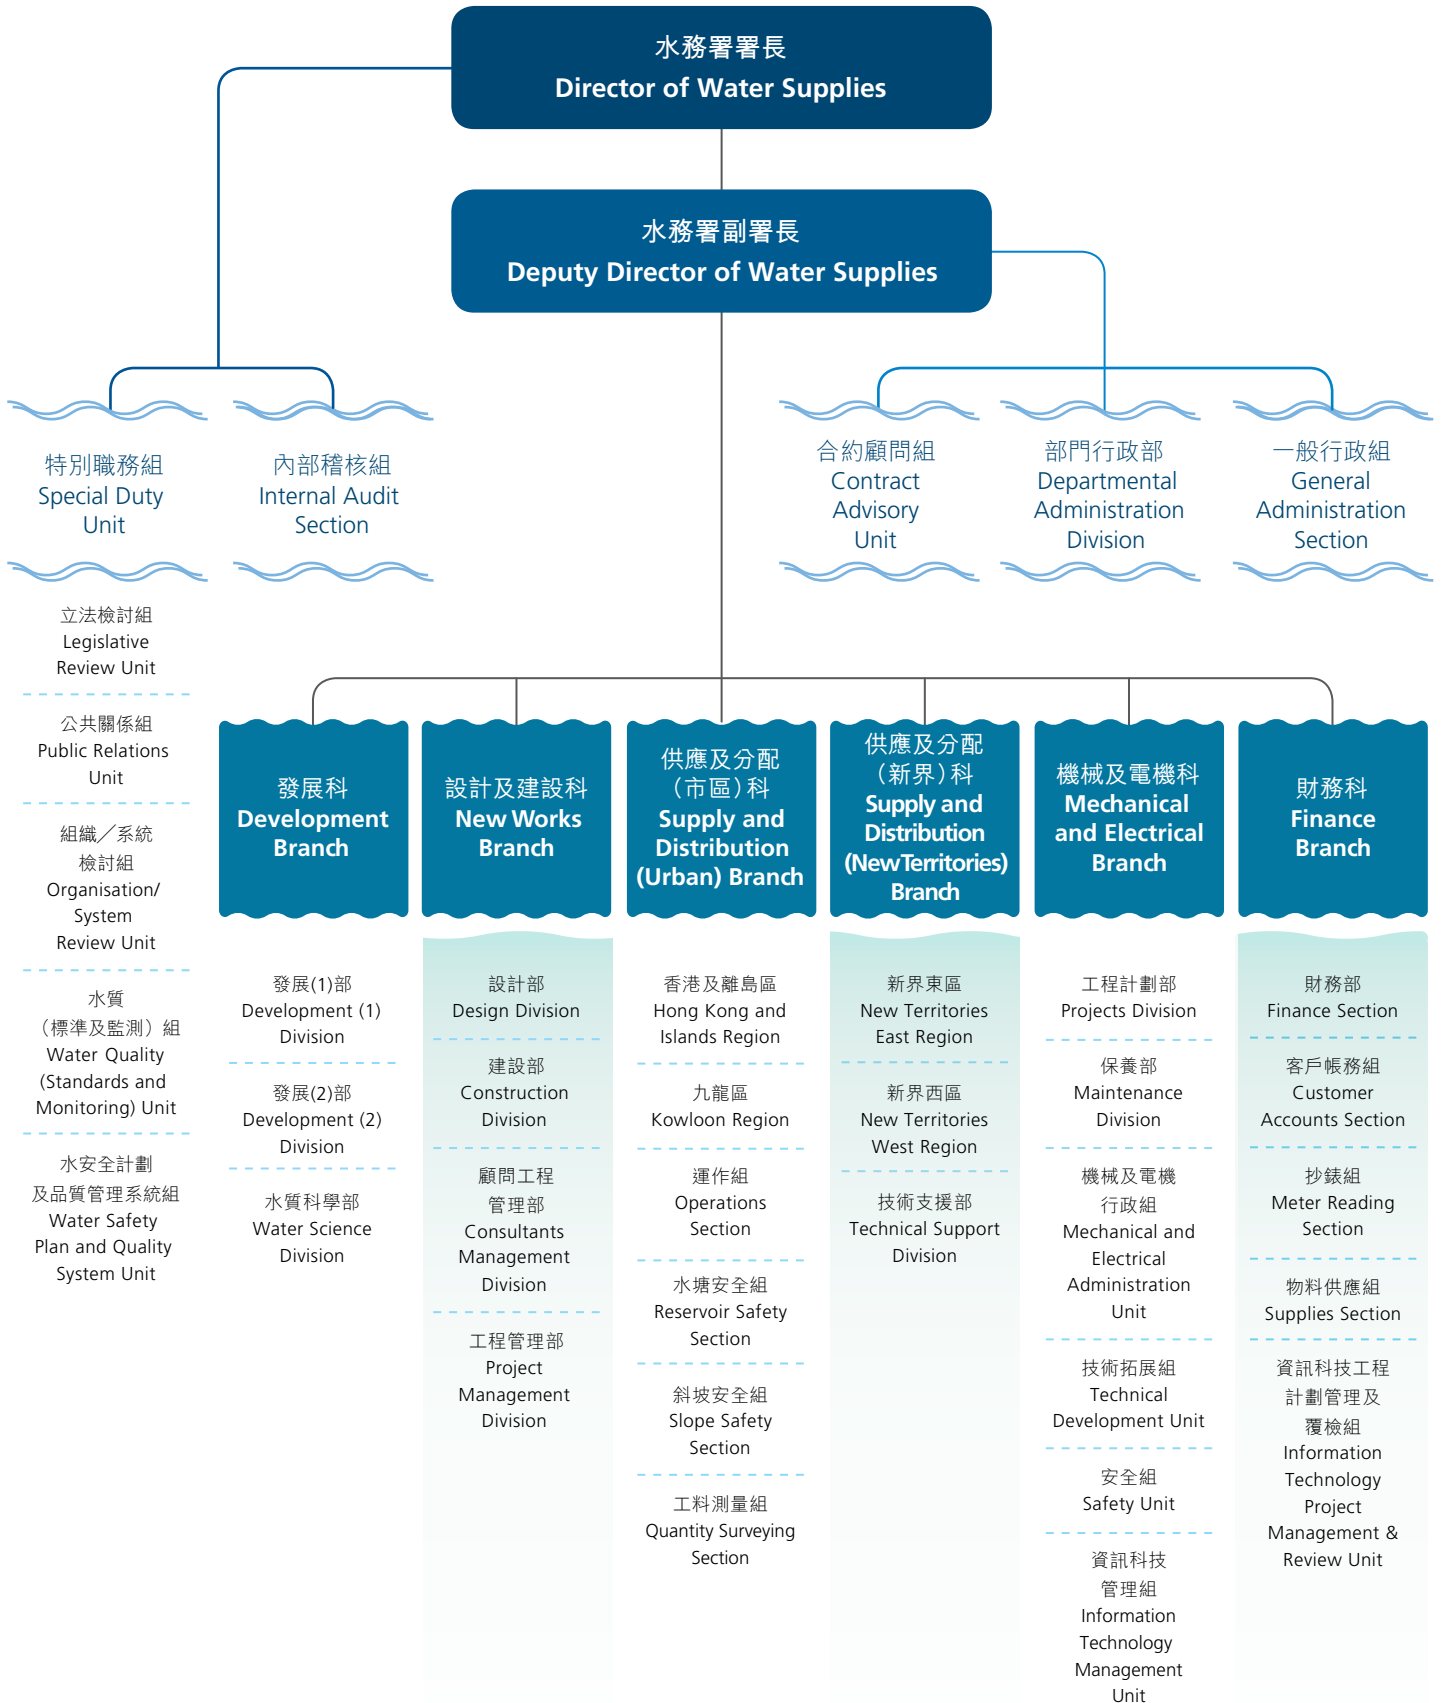 水務署署長
Director of Water Supplies
水務署副署長
Deputy Director of Water Supplies
特別職務組
Special Duty
Unit
內部稽核組
Internal Audit
Section
合約顧問組
Contract
Advisory
Unit
部門行政部
Departmental
Administration
Division
一般行政組
General
Administration
Section
立法檢討組
Legislative
Review Unit
公共關係組
Public Relations
Unit
組織╱系統
檢討組
Organisation/
System
Review Unit
水質
（標準及監測）組
Water Quality
(Standards and
Monitoring) Unit
水安全計劃
及品質管理系統組
Water Safety
Plan and Quality
System Unit
發展科
Development
Branch
發展(1)部
Development (1)
Division
發展(2)部
Development (2)
Division
水質科學部
Water Science
Division
設計及建設科
New Works
Branch
設計部
Design Division
建設部
Construction
Division
顧問工程
管理部
Consultants
Management
Division
工程管理部
Project
Management
Division
供應及分配
（市區）科
Supply and
Distribution
(Urban) Branch
香港及離島區
Hong Kong and
Islands Region
九龍區
Kowloon Region
運作組
Operations
Section
水塘安全組
Reservoir Safety
Section
斜坡安全組
Slope Safety
Section
工料測量組
Quantity Surveying
Section
供應及分配
（新界）科
Supply and
Distribution
(New Territories)
Branch
新界東區
New Territories
East Region
新界西區
New Territories
West Region
技術支援部
Technical Support
Division
機械及電機科
Mechanical
and Electrical
Branch
工程計劃部
Projects Division
保養部
Maintenance
Division
機械及電機
行政組
Mechanical and
Electrical
Administration
Unit
技術拓展組
Technical
Development Unit
安全組
Safety Unit
資訊科技
管理組
Information
Technology
Management
Unit
財務科
Finance
Branch
財務部
Finance Section
客戶帳務組
Customer
Accounts Section
抄錶組
Meter Reading
Section
物料供應組
Supplies Section
資訊科技工程
計劃管理及
覆檢組
Information
Technology
Project
Management &
Review Unit